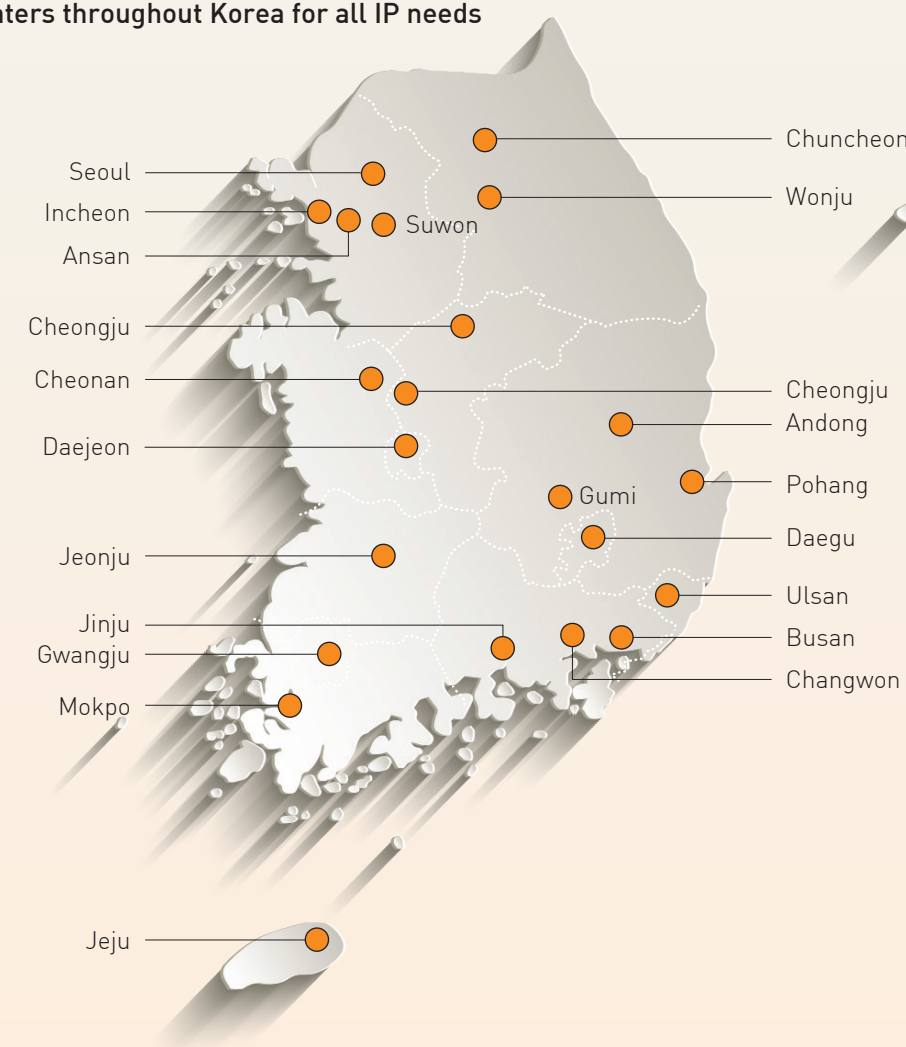 nters throughout Korea for all IP needs
Chuncheon
Seoul
Wonju
Incheon
Suwon
Ansan
Cheongju
Cheonan
Cheongju
Andong
Daejeon
Pohang
Gumi
Daegu
Jeonju
Ulsan
Jinju
Busan
Gwangju
Changwon
Mokpo
Jeju